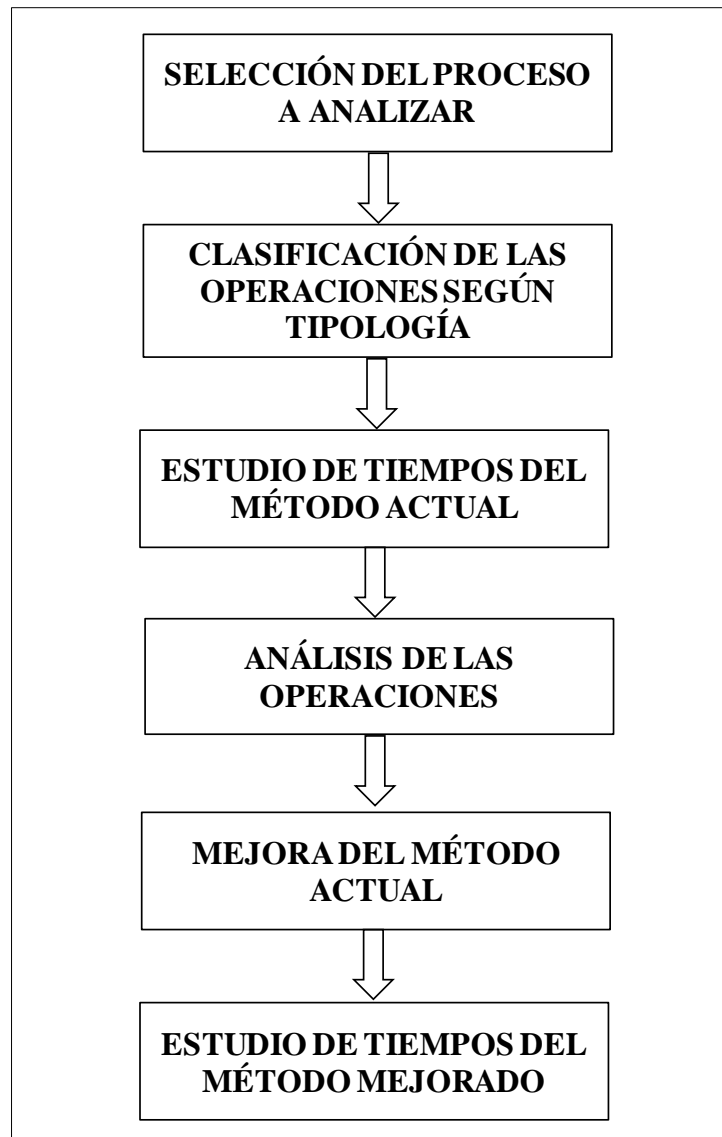 SELECCIÓN DEL PROCESO
A ANALIZAR
CLASIFICACIÓN DE LAS
OPERACIONES SEGÚN
TIPOLOGÍA
ESTUDIO DE TIEMPOS DEL
MÉTODO ACTUAL
ANÁLISIS DE LAS
OPERACIONES
MEJORA DEL MÉTODO
ACTUAL
ESTUDIO DE TIEMPOS DEL
MÉTODO MEJORADO